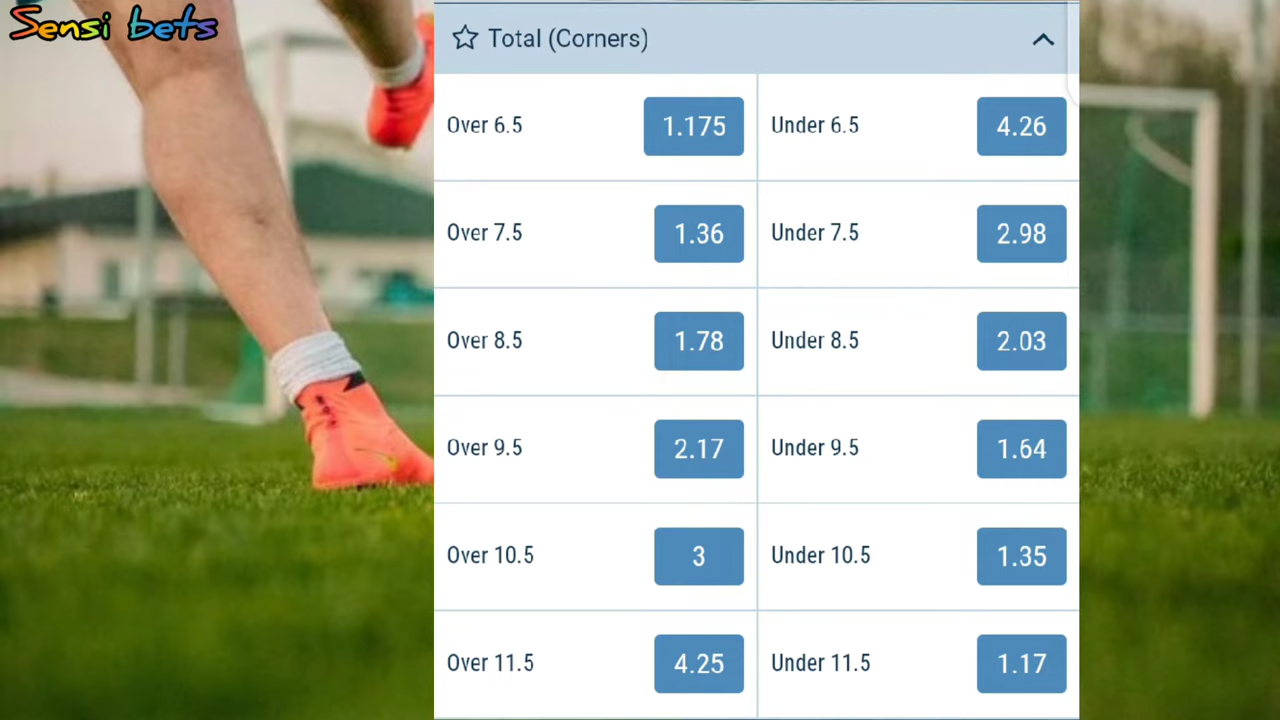 Sensi bets
Total (Corners)
Over 6.5 1.175 Under 6.5 4.26
Over 7.5 1.36 Under 7.5 2.98
Over 8.5 1.78 Under 8.5 2.03
Over 9.5 2.17 Under 9.5 1.64
Over 10.5 3 Under 10.5 1.35
Over 11.5 4.25 Under 11.5 1.17